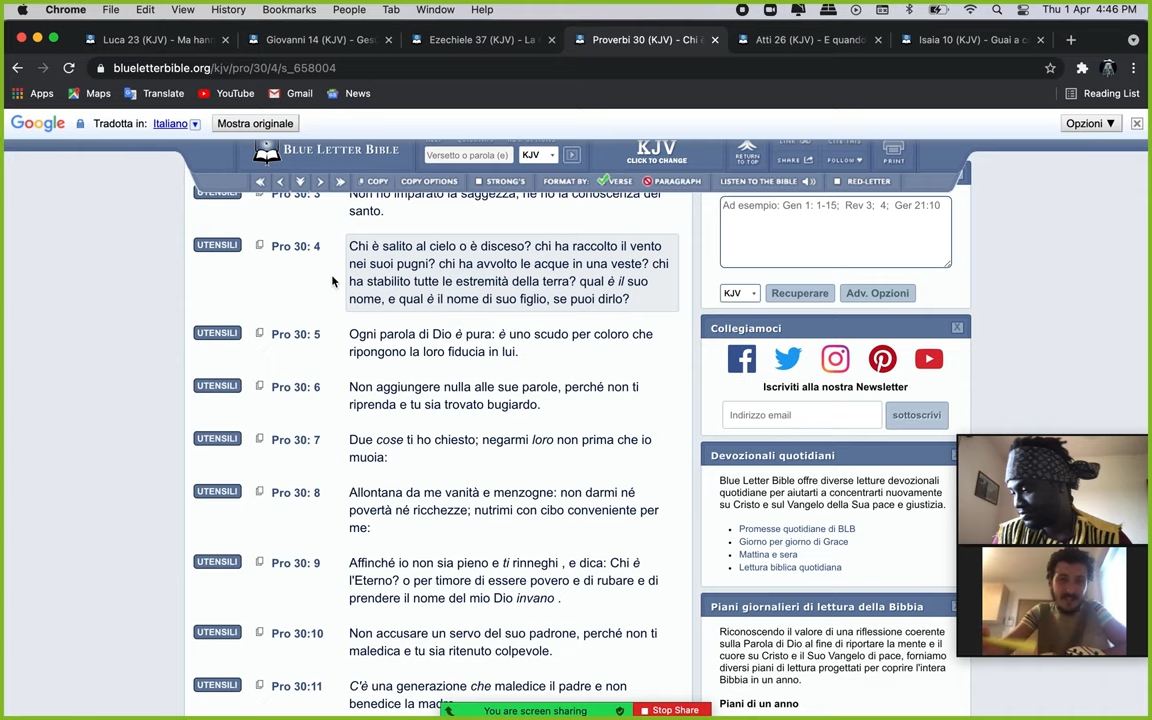 Chrome File Edit View History Bookmarks People Tab Window Help Thu 1 Apr 4:46 PM
Luca 23 (KJV) - Ma hann × Giovanni 14 (KJV) - Gesù × Ezechiele 37 (KJV) - La × Proverbi 30 (KJV) - Chi è × Atti 26 (KJV) - E quando × Isaia 10 (KJV) - Guai a c × +
blueletterbible.org/kjv/pro/30/4/s_658004
Apps Maps Translate YouTube Gmail News Reading List
Google Tradotta in: Italiano Mostra originale Opzioni ▼
BLUE LETTER BIBLE Versetto o parola (e) KJV KJV CLICK TO CHANGE RETURN TO TOP SHARE FOLLOW PRINT
COPY COPY OPTIONS STRONG'S FORMAT BY: VERSE PARAGRAPH LISTEN TO THE BIBLE RED-LETTER
UTENSILI Pro 30: 3 Non ho imparato la saggezza, né ho la conoscenza del
santo.
UTENSILI Pro 30: 4 Chi è salito al cielo o è disceso? chi ha raccolto il vento
nei suoi pugni? chi ha avvolto le acque in una veste? chi
ha stabilito tutte le estremità della terra? qual è il suo
nome, e qual è il nome di suo figlio, se puoi dirlo?
UTENSILI Pro 30: 5 Ogni parola di Dio è pura: è uno scudo per coloro che
ripongono la loro fiducia in lui.
UTENSILI Pro 30: 6 Non aggiungere nulla alle sue parole, perché non ti
riprenda e tu sia trovato bugiardo.
UTENSILI Pro 30: 7 Due cose ti ho chiesto; negarmi loro non prima che io
muoia:
UTENSILI Pro 30: 8 Allontana da me vanità e menzogne: non darmi né
povertà né ricchezze; nutrimi con cibo conveniente per
me:
UTENSILI Pro 30: 9 Affinché io non sia pieno e ti rinneghi , e dica: Chi è
l'Eterno? o per timore di essere povero e di rubare e di
prendere il nome del mio Dio invano .
UTENSILI Pro 30:10 Non accusare un servo del suo padrone, perché non ti
maledica e tu sia ritenuto colpevole.
UTENSILI Pro 30:11 C'è una generazione che maledice il padre e non
benedice la madre
Ad esempio: Gen 1: 1-15; Rev 3; 4; Ger 21:10
KJV Recuperare Adv. Opzioni
Collegiamoci X
Iscriviti alla nostra Newsletter
Indirizzo email sottoscrivi
Devozionali quotidiani
Blue Letter Bible offre diverse letture devozionali
quotidiane per aiutarti a concentrarti nuovamente
su Cristo e sul Vangelo della Sua pace e giustizia.
Promesse quotidiane di BLB
Giorno per giorno di Grace
Mattina e sera
Lettura biblica quotidiana
Piani giornalieri di lettura della Bibbia
Riconoscendo il valore di una riflessione coerente
sulla Parola di Dio al fine di riportare la mente e il
cuore su Cristo e il Suo Vangelo di pace, forniamo
diversi piani di lettura progettati per coprire l'intera
Bibbia in un anno.
Piani di un anno
You are screen sharing Stop Share